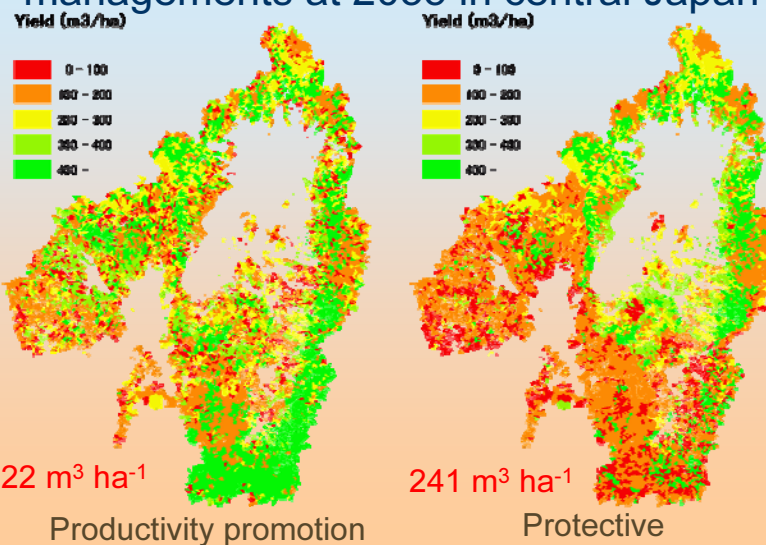 at 2050 in central Japan
Yield (m3/ha)
0 - 100
100 - 200
200 - 300
300 - 400
400 -
Yield (m3/ha)
0 - 100
100 - 200
200 - 300
300 - 400
400 -
22 m³ ha⁻¹
241 m³ ha⁻¹
Productivity promotion
Protective